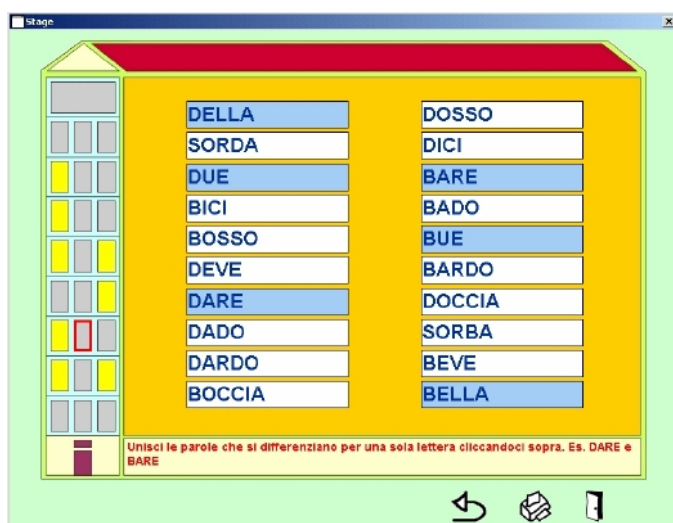 Stage
DELLA
SORDA
DUE
BICI
BOSSO
DEVE
DARE
DADO
DARDO
BOCCIA
DOSSO
DICI
BARE
BADO
BUE
BARDO
DOCCIA
SORBA
BEVE
BELLA
Unisci le parole che si differenziano per una sola lettera cliccandoci sopra. Es. DARE e
BARE